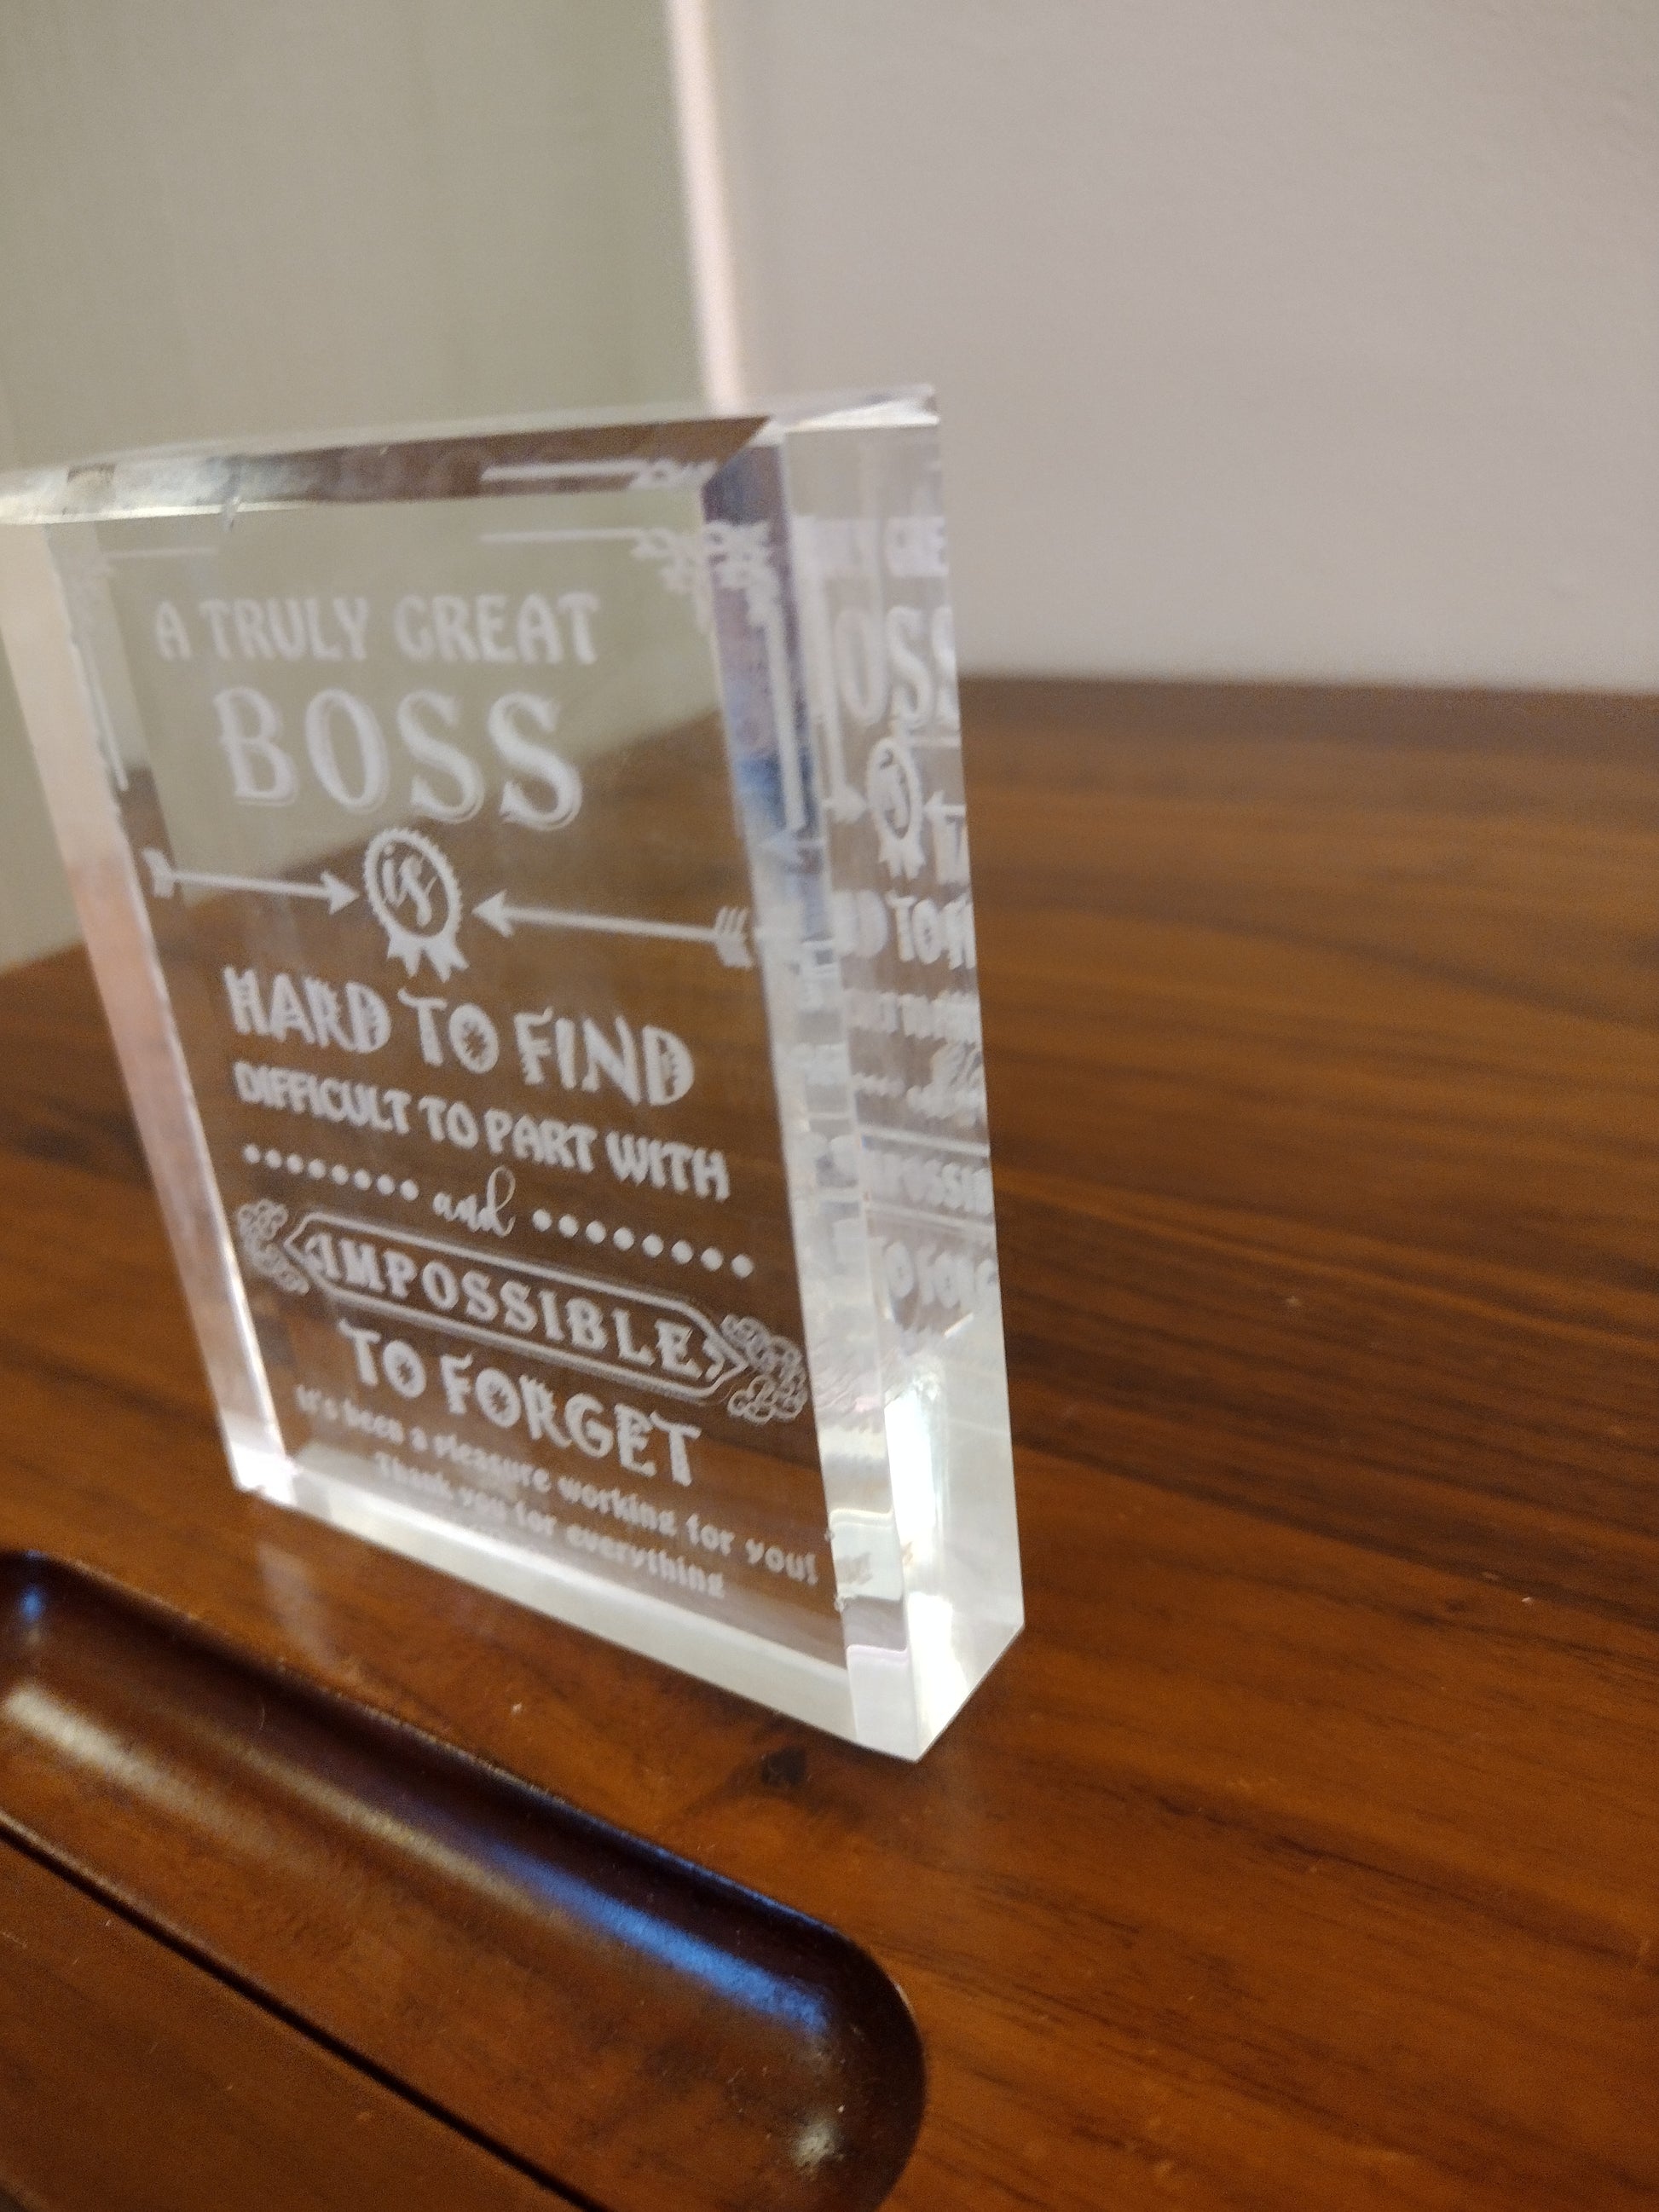 A TRULY GREAT
BOSS
is
HARD TO FIND
DIFFICULT TO PART WITH
and
IMPOSSIBLE
TO FORGET
It's been a pleasure working for you!
Thank you for everything